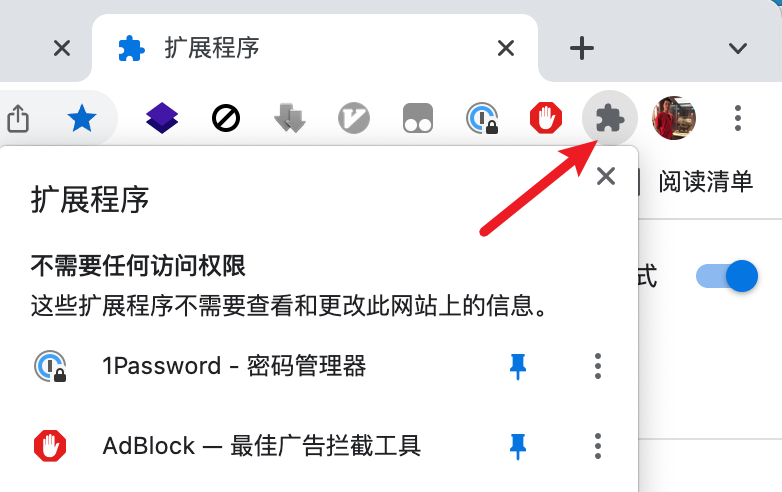 扩展程序
扩展程序
阅读清单
不需要任何访问权限
式
这些扩展程序不需要查看和更改此网站上的信息。
1Password - 密码管理器
AdBlock — 最佳广告拦截工具